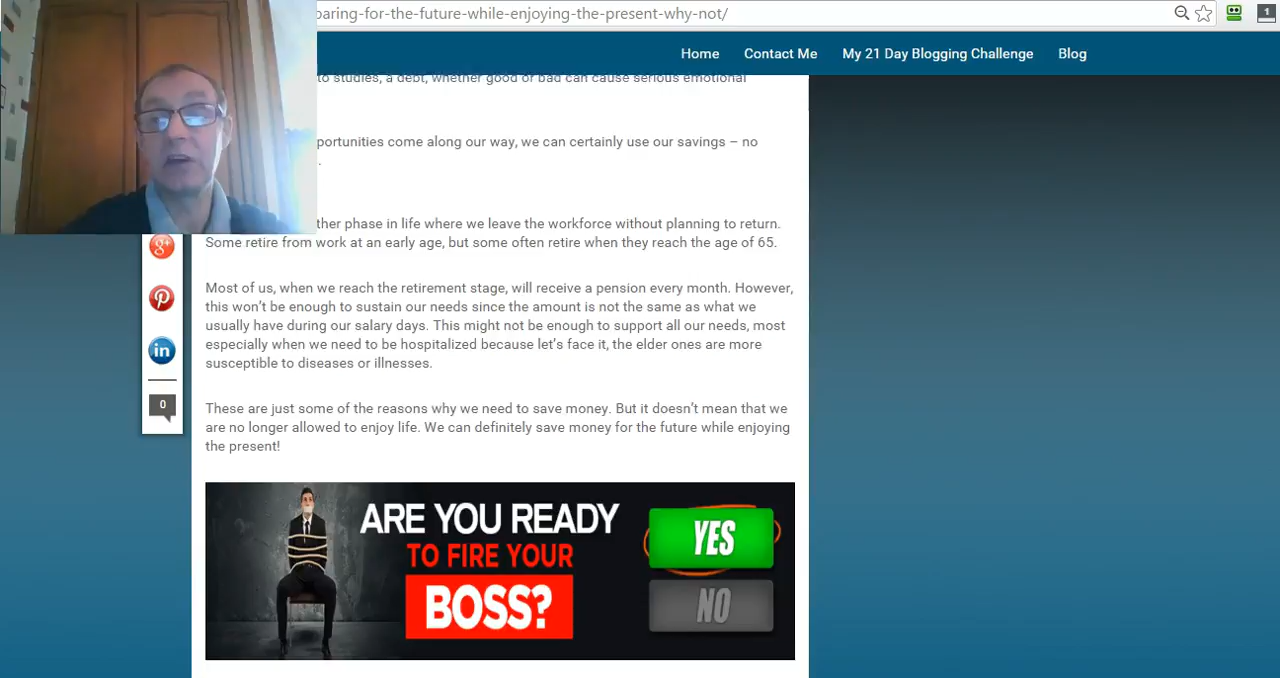 paring-for-the-future-while-enjoying-the-present-why-not/
1
Home Contact Me My 21 Day Blogging Challenge Blog
to studies, a debt, whether good or bad can cause serious emotional
portunities come along our way, we can certainly use our savings – no
.
ther phase in life where we leave the workforce without planning to return.
Some retire from work at an early age, but some often retire when they reach the age of 65.
g+
Most of us, when we reach the retirement stage, will receive a pension every month. However,
this won't be enough to sustain our needs since the amount is not the same as what we
usually have during our salary days. This might not be enough to support all our needs, most
especially when we need to be hospitalized because let's face it, the elder ones are more
susceptible to diseases or illnesses.
in
0
These are just some of the reasons why we need to save money. But it doesn't mean that we
are no longer allowed to enjoy life. We can definitely save money for the future while enjoying
the present!
ARE YOU READY
TO FIRE YOUR
BOSS?
YES
NO